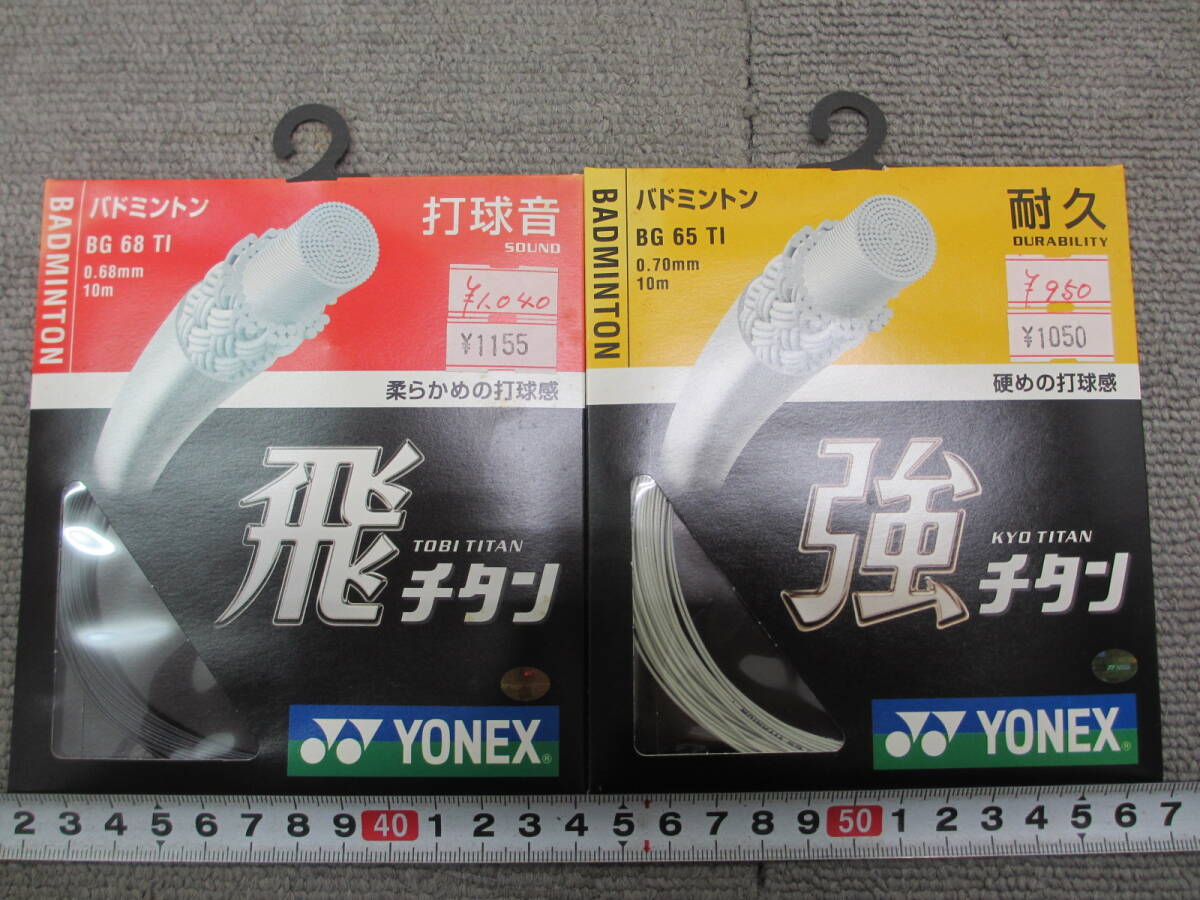 BADMINTON
バドミントン
BG 68 TI
0.68mm
10m
打球音
SOUND
¥1.040
¥1155
柔らかめの打球感
飛
TOBI TITAN
チタン
YONEX®
BADMINTON
バドミントン
BG 65 TI
0.70mm
10m
耐久
DURABILITY
¥950
¥1050
硬めの打球感
強
KYO TITAN
チタン
YONEX®
2 3 4 5 6 7 8 9 40 1 2 3 4 5 6 7 8 9 50 1 2 3 4 5 6 7